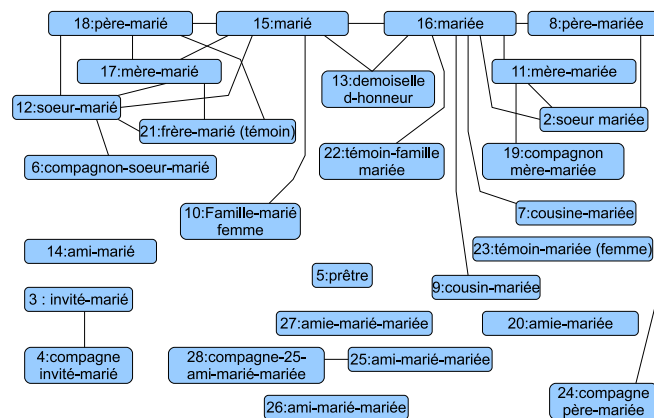 18:père-marié
15:marié
16:mariée
8:père-mariée
17:mère-marié
13:demoiselle
d-honneur
11:mère-mariée
12:soeur-marié
21:frère-marié (témoin)
2:soeur mariée
6:compagnon-soeur-marié
22:témoin-famille
mariée
19:compagnon
mère-mariée
10:Famille-marié
femme
7:cousine-mariée
14:ami-marié
23:témoin-mariée (femme)
5:prêtre
9:cousin-mariée
3 : invité-marié
27:amie-marié-mariée
20:amie-mariée
4:compagne
invité-marié
28:compagne-25-
ami-marié-mariée
25:ami-marié-mariée
26:ami-marié-mariée
24:compagne
père-mariée